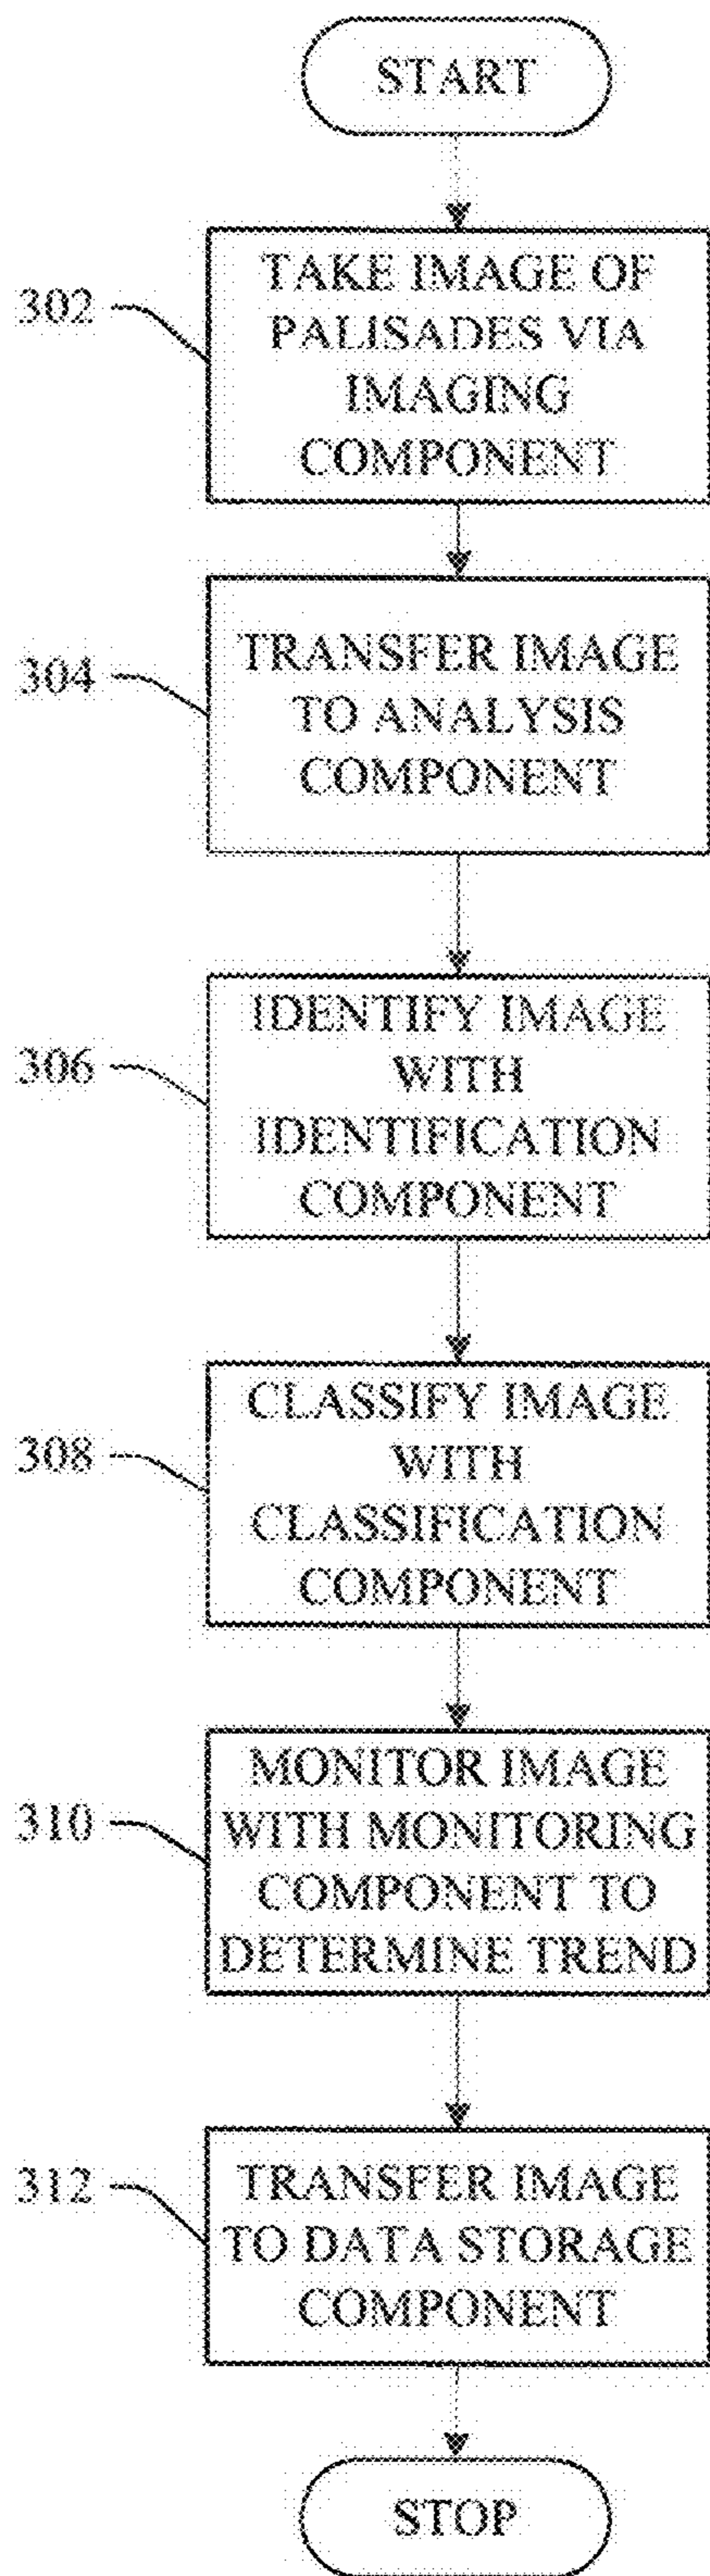 START
302
TAKE IMAGE OF
PALISADES VIA
IMAGING
COMPONENT
304
TRANSFER IMAGE
TO ANALYSIS
COMPONENT
306
IDENTIFY IMAGE
WITH
IDENTIFICATION
COMPONENT
308
CLASSIFY IMAGE
WITH
CLASSIFICATION
COMPONENT
310
MONITOR IMAGE
WITH MONITORING
COMPONENT TO
DETERMINE TREND
312
TRANSFER IMAGE
TO DATA STORAGE
COMPONENT
STOP